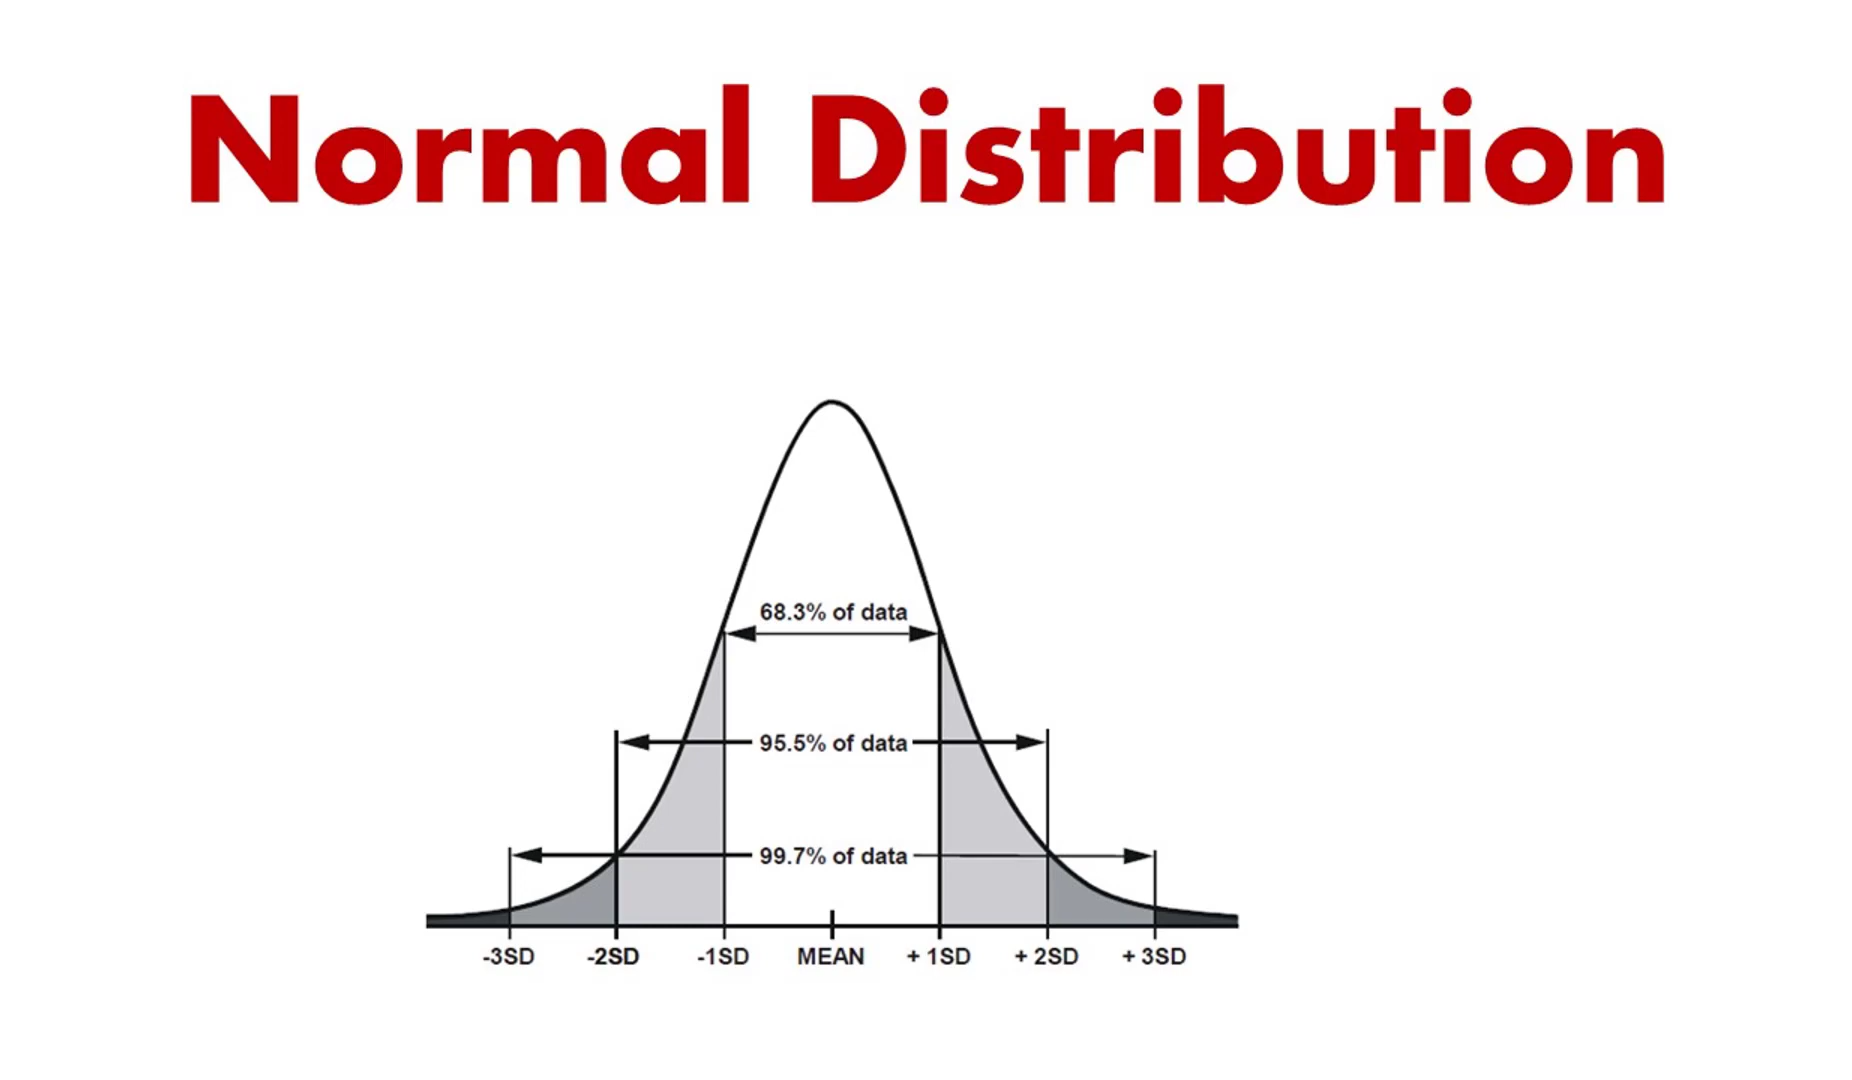 Normal Distribution
68.3% of data
95.5% of data
99.7% of data
-3SD -2SD -1SD MEAN + 1SD + 2SD + 3SD